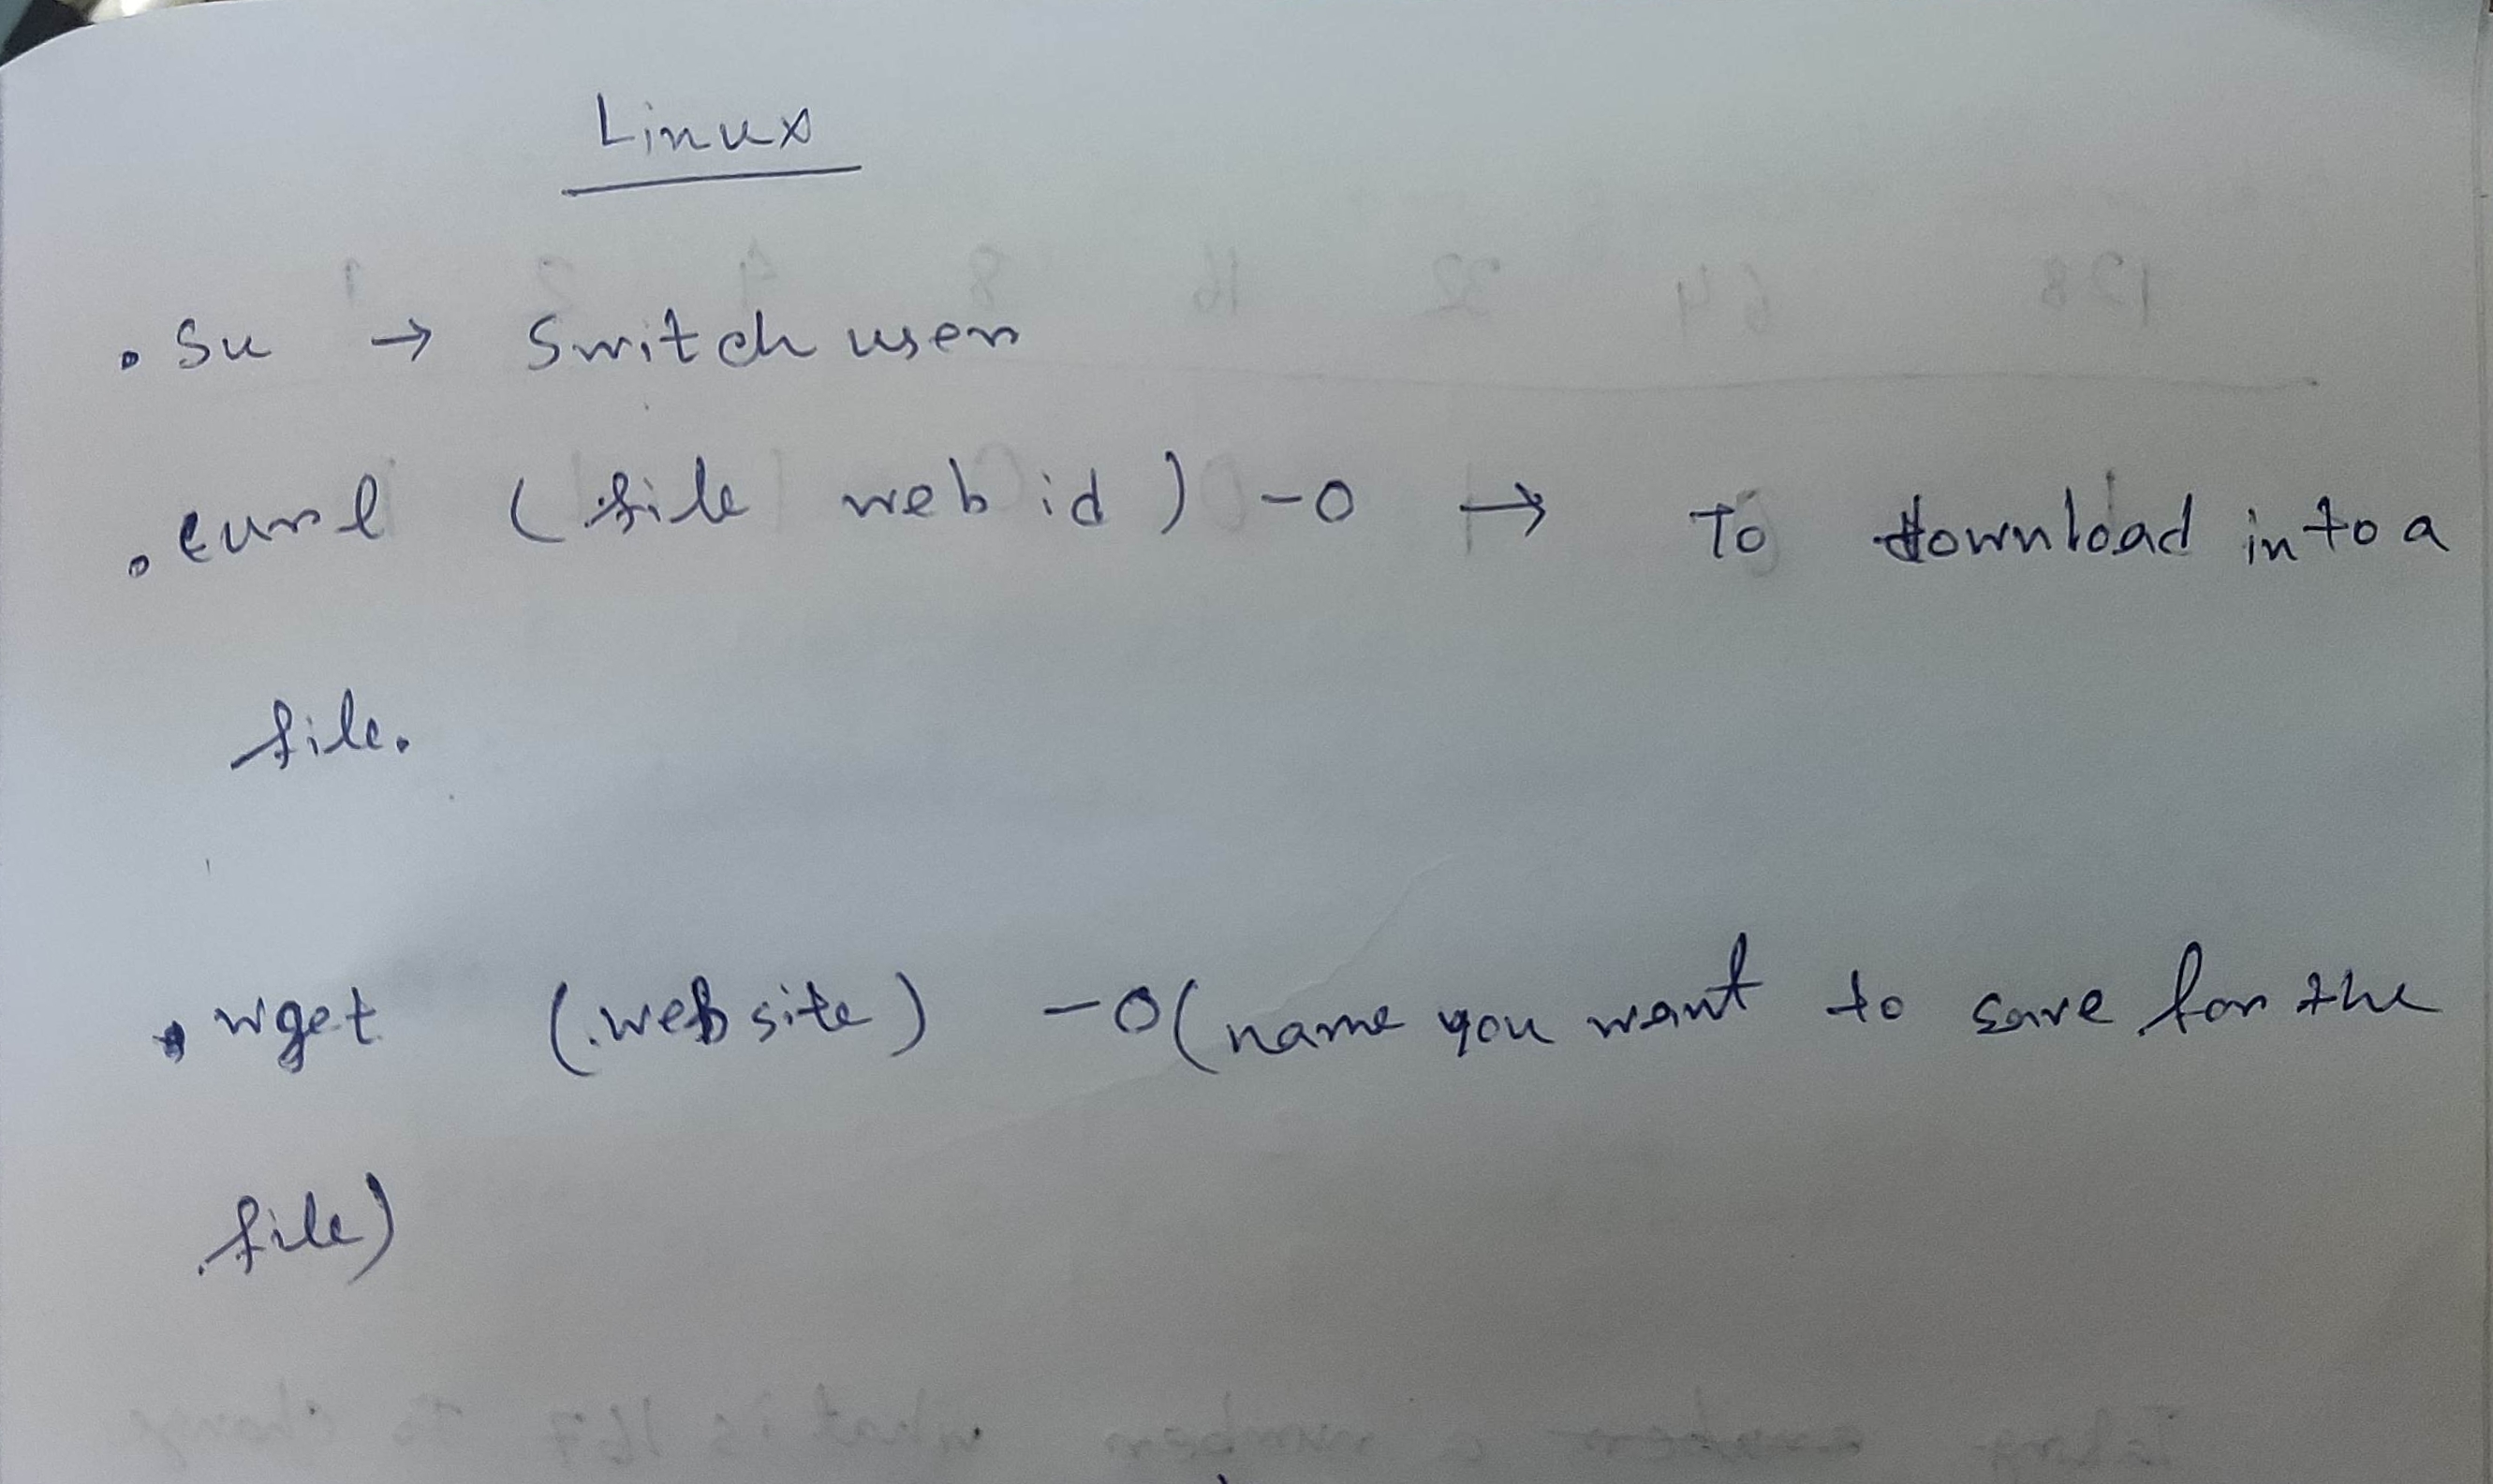 Linux
• su → Switch user
• curl (file web id) -O → To download into a
file.
• wget (website) -O (name you want to save for the
file)